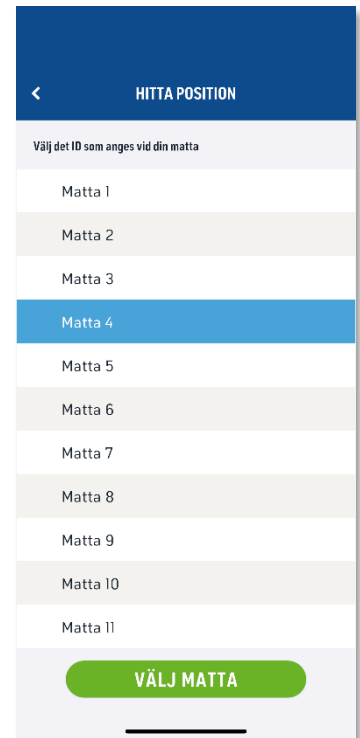 HITTA POSITION
Välj det ID som anges vid din matta
Matta 1
Matta 2
Matta 3
Matta 4
Matta 5
Matta 6
Matta 7
Matta 8
Matta 9
Matta 10
Matta 11
VÄLJ MATTA